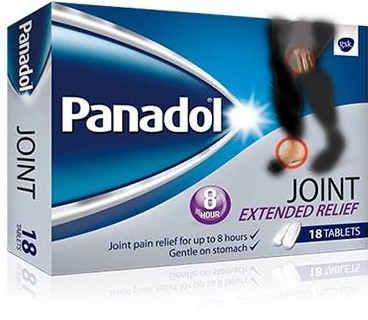 Panadol
JOINT
18
TABLETS
gsk
Panadol
8
HOUR
JOINT
EXTENDED RELIEF
Joint pain relief for up to 8 hours ✓
Gentle on stomach ✓
18 TABLETS